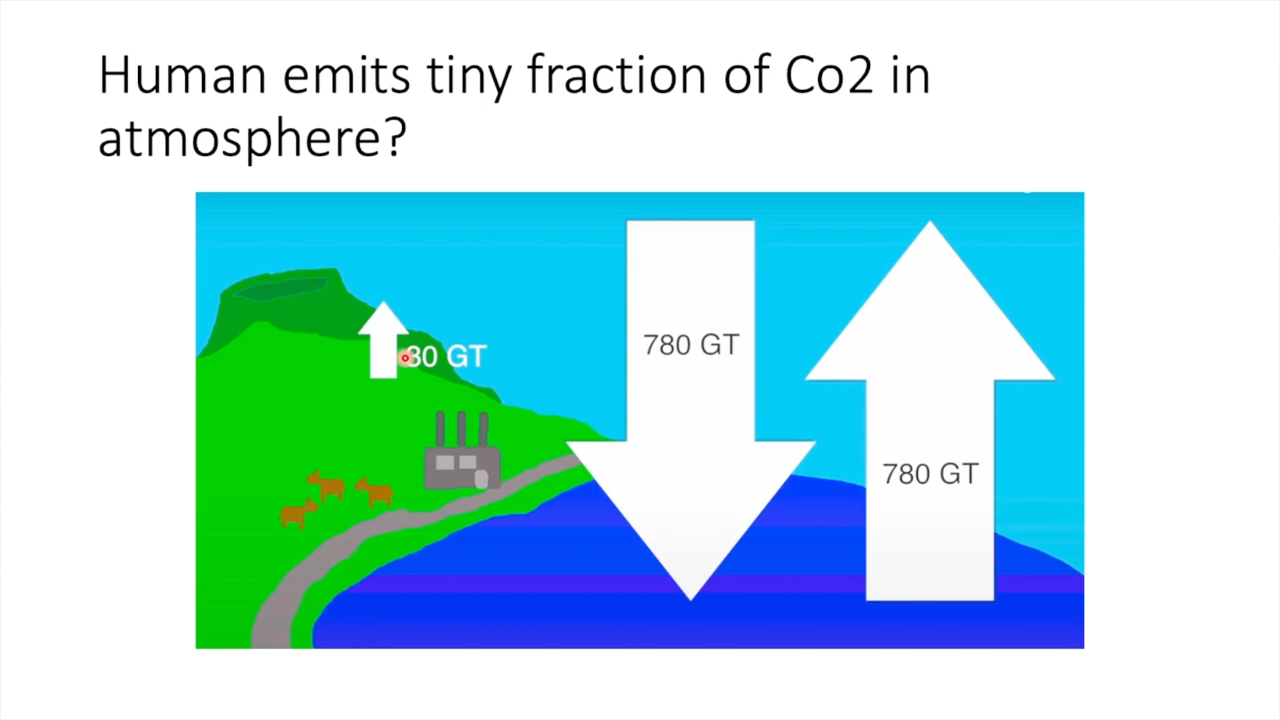 Human emits tiny fraction of Co2 in
atmosphere?
780 GT
30 GT
780 GT